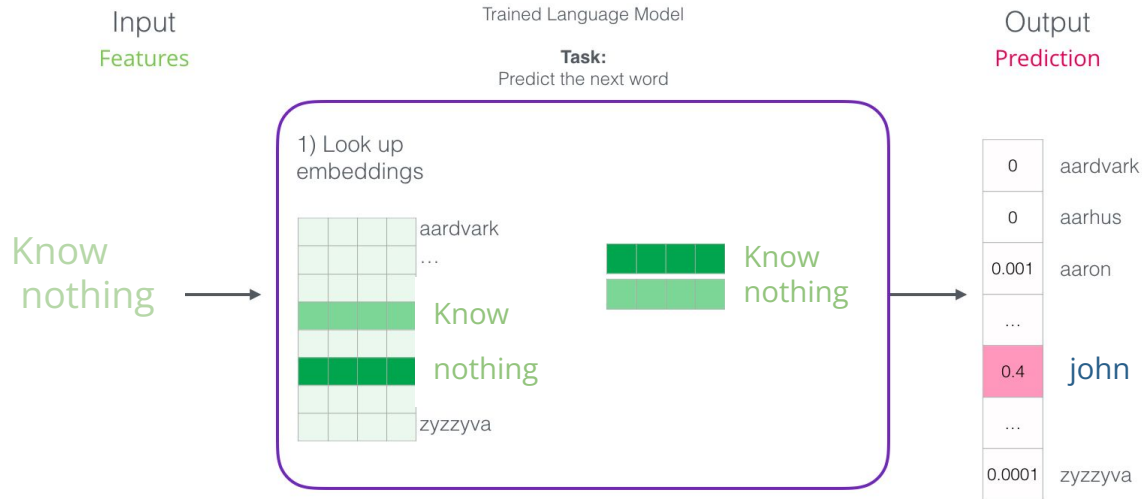 Input
Features
Trained Language Model
Task:
Predict the next word
Output
Prediction
1) Look up
embeddings
Know
nothing
aardvark
...
Know
nothing
zyzzyva
Know
nothing
0 aardvark
0 aarhus
0.001 aaron
...
0.4 john
...
0.0001 zyzzyva